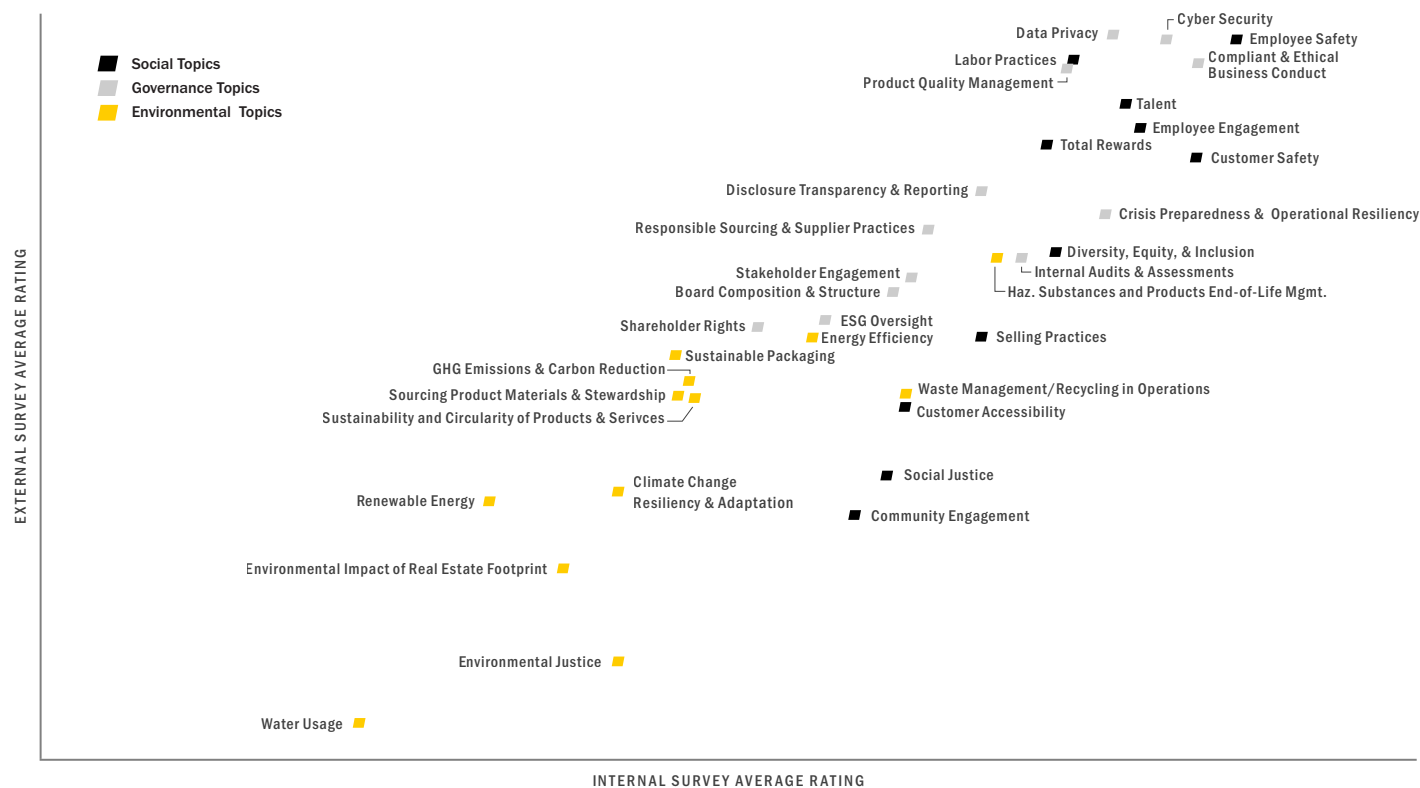 Cyber Security
Data Privacy
Employee Safety
Social Topics
Labor Practices
Compliant & Ethical
Business Conduct
Governance Topics
Product Quality Management
Environmental Topics
Talent
Employee Engagement
Total Rewards
Customer Safety
Disclosure Transparency & Reporting
Crisis Preparedness & Operational Resiliency
Responsible Sourcing & Supplier Practices
Diversity, Equity, & Inclusion
Stakeholder Engagement
Internal Audits & Assessments
Board Composition & Structure
Haz. Substances and Products End-of-Life Mgmt.
Shareholder Rights
ESG Oversight
Energy Efficiency
Selling Practices
Sustainable Packaging
GHG Emissions & Carbon Reduction
Sourcing Product Materials & Stewardship
Waste Management/Recycling in Operations
Customer Accessibility
Sustainability and Circularity of Products & Serivces
Social Justice
Climate Change
Resiliency & Adaptation
Renewable Energy
Community Engagement
Environmental Impact of Real Estate Footprint
Environmental Justice
Water Usage
EXTERNAL SURVEY AVERAGE RATING
INTERNAL SURVEY AVERAGE RATING